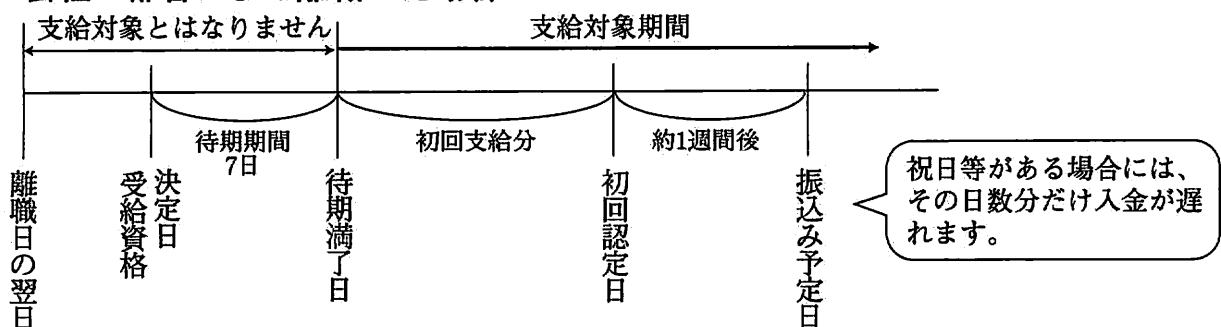 支給対象とはなりません
支給対象期間
待期期間
7日
初回支給分
約1週間後
離職日の翌日
受給資格
決定日
待期満了日
初回認定日
振込み予定日
祝日等がある場合には、
その日数分だけ入金が遅
れます。